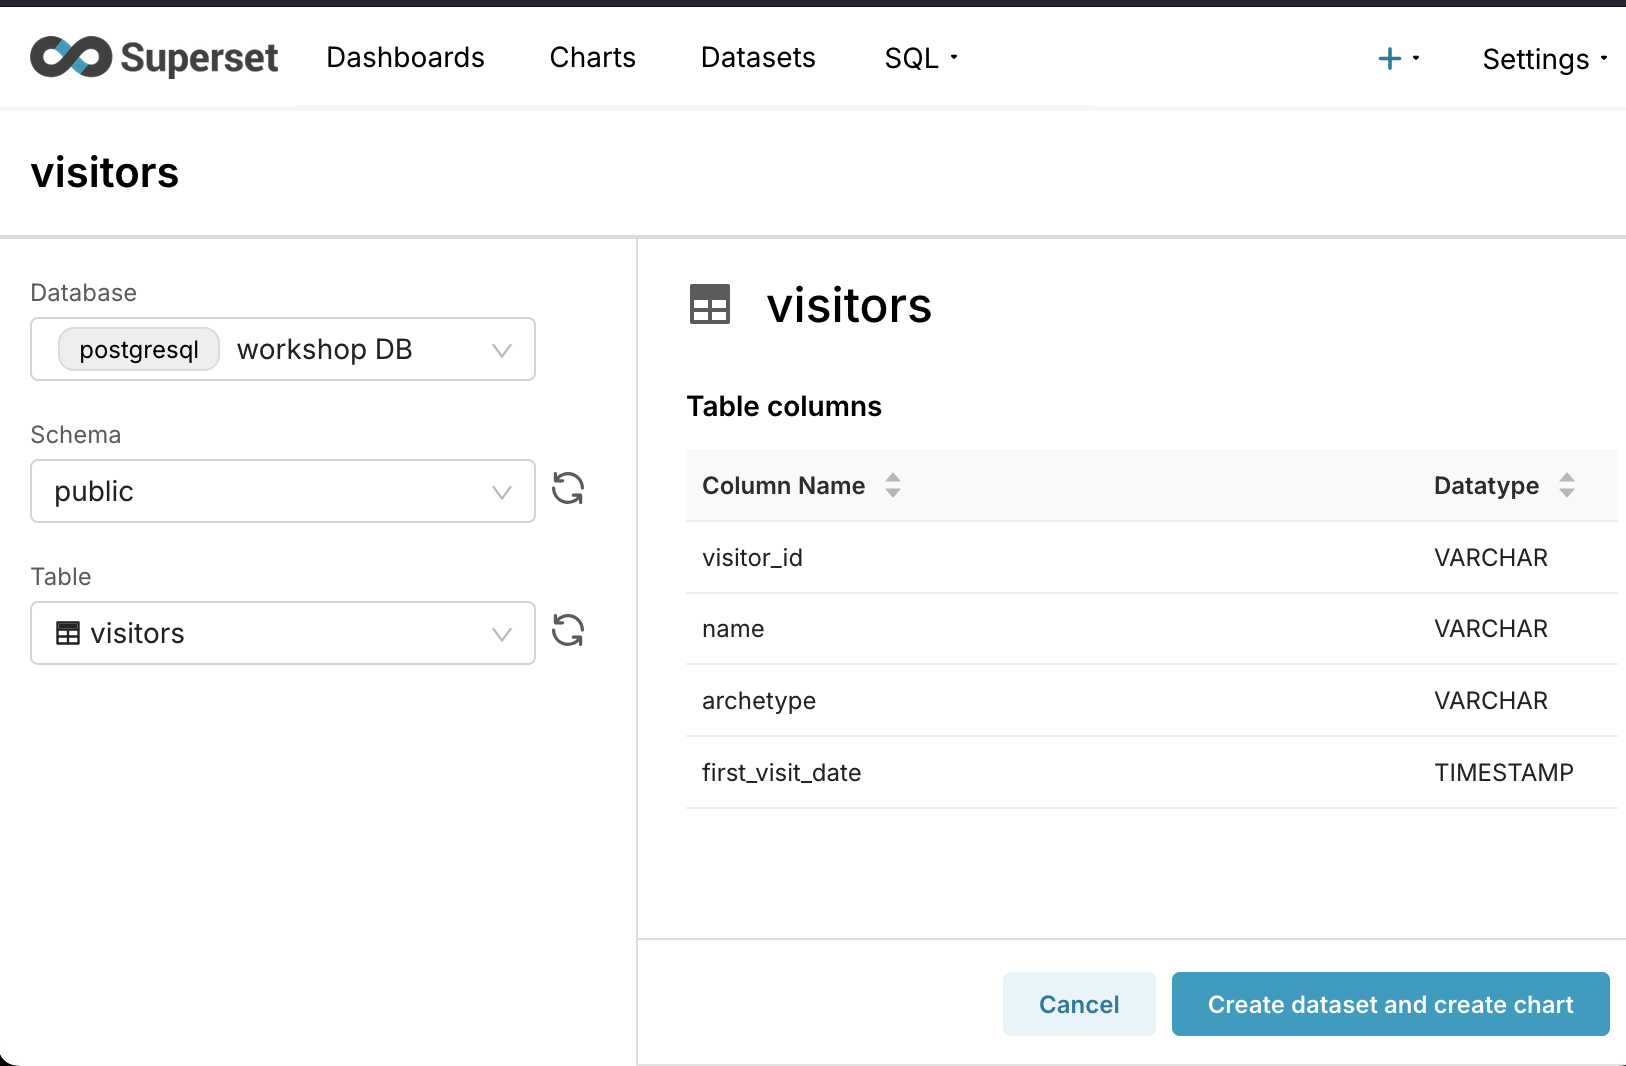 Superset Dashboards Charts Datasets SQL + Settings
visitors
Database
postgresql workshop DB
Schema
public
Table
visitors
visitors
Table columns
Column Name Datatype
visitor_id VARCHAR
name VARCHAR
archetype VARCHAR
first_visit_date TIMESTAMP
Cancel Create dataset and create chart